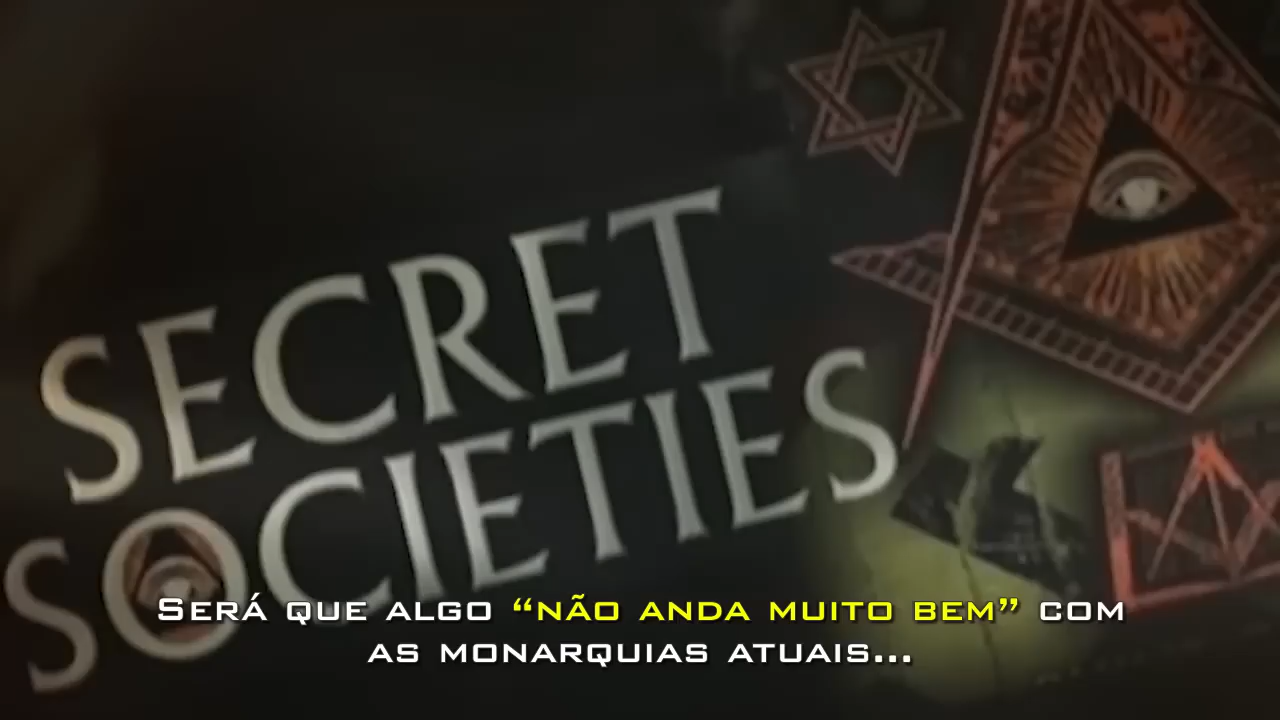 SECRET
SOCIETIES
SERÁ QUE ALGO “NÃO ANDA MUITO BEM” COM
AS MONARQUIAS ATUAIS...